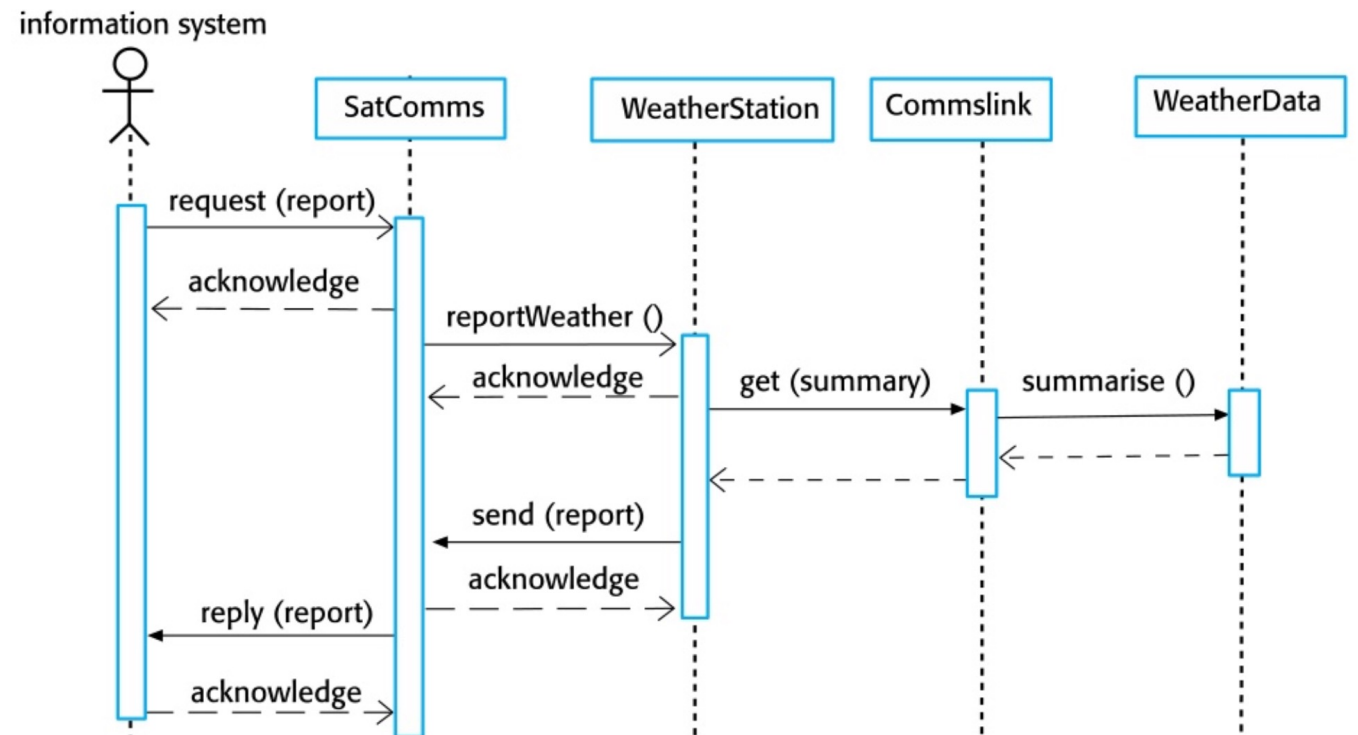 information system
SatComms
WeatherStation
Commslink
WeatherData
request (report)
acknowledge
reportWeather ()
acknowledge
get (summary)
summarise ()
send (report)
acknowledge
reply (report)
acknowledge